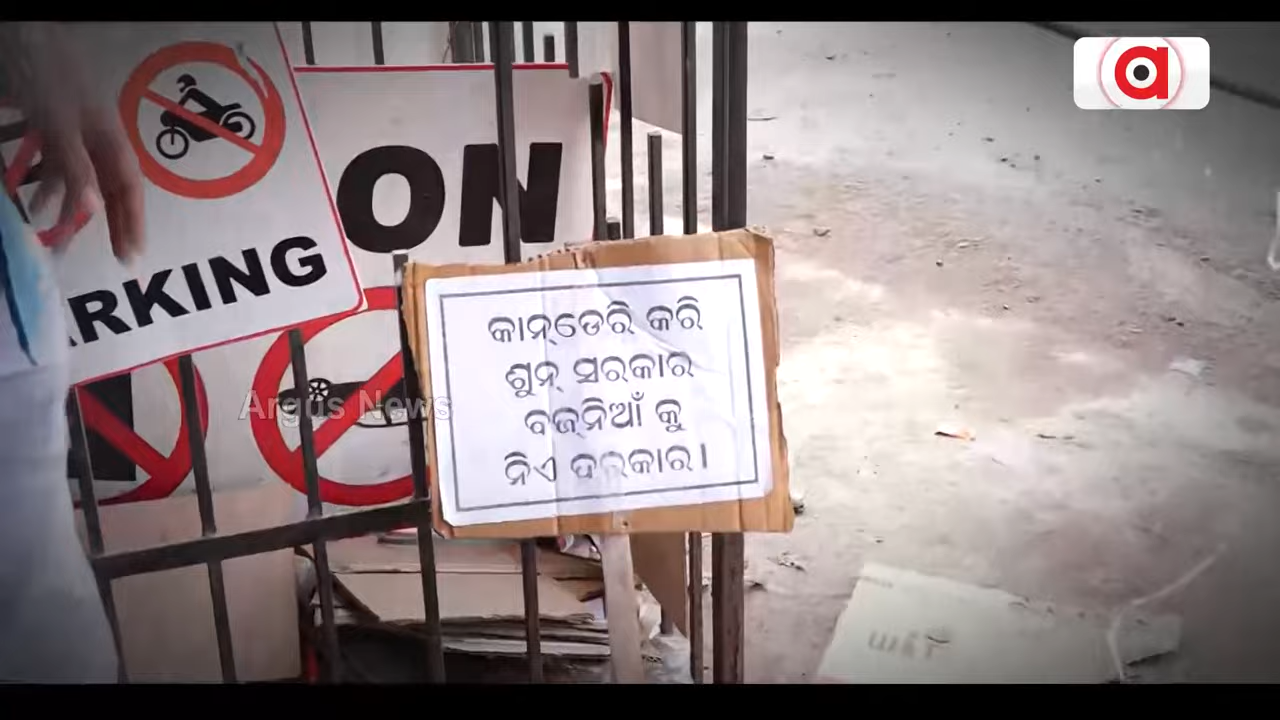 ON
ARKING
Argus News
କାନ୍‌ଡେରି କରି
ଶୁନ୍ ସରକାର
ବଜ୍‌ନିଆଁ କୁ
ନିଏ ଦରକାର।